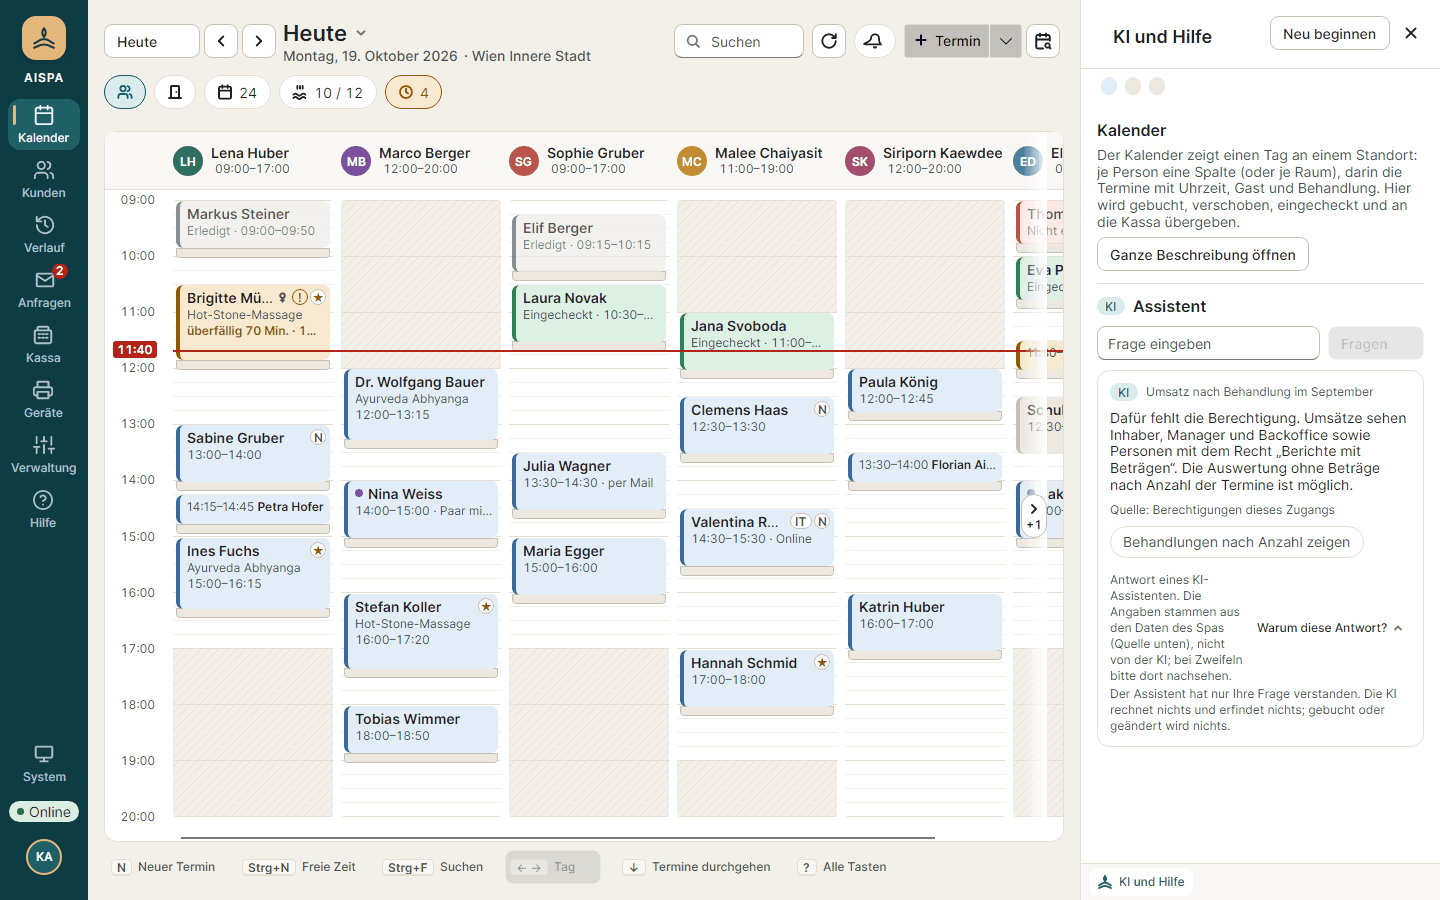 AISPA
Kalender
Kunden
Verlauf
2
Anfragen
Kassa
Geräte
Verwaltung
Hilfe
System
Online
KA
Heute
Heute
Montag, 19. Oktober 2026 · Wien Innere Stadt
Suchen
Termin
24
10 / 12
4
LH
Lena Huber
09:00–17:00
MB
Marco Berger
12:00–20:00
SG
Sophie Gruber
09:00–17:00
MC
Malee Chaiyasit
11:00–19:00
SK
Siriporn Kaewdee
12:00–20:00
ED
09:00
10:00
11:00
11:40
12:00
13:00
14:00
15:00
16:00
17:00
18:00
19:00
20:00
Markus Steiner
Erledigt · 09:00–09:50
Brigitte Mü...
Hot-Stone-Massage
überfällig 70 Min. · 1...
Sabine Gruber
N
13:00–14:00
14:15–14:45 Petra Hofer
Ines Fuchs
Ayurveda Abhyanga
15:00–16:15
Dr. Wolfgang Bauer
Ayurveda Abhyanga
12:00–13:15
Nina Weiss
14:00–15:00 · Paar mi...
Stefan Koller
Hot-Stone-Massage
16:00–17:20
Tobias Wimmer
18:00–18:50
Elif Berger
Erledigt · 09:15–10:15
Laura Novak
Eingecheckt · 10:30–...
Julia Wagner
13:30–14:30 · per Mail
Maria Egger
15:00–16:00
Jana Svoboda
Eingecheckt · 11:00–...
Clemens Haas
N
12:30–13:30
Valentina R...
IT
N
14:30–15:30 · Online
Hannah Schmid
17:00–18:00
Paula König
12:00–12:45
13:30–14:00 Florian Ai...
Katrin Huber
16:00–17:00
Thom
Nicht
Eva P
Einge
11:30
Schu
+1
N
Neuer Termin
Strg+N
Freie Zeit
Strg+F
Suchen
← →
Tag
↓
Termine durchgehen
?
Alle Tasten
KI und Hilfe
Neu beginnen
Kalender
Der Kalender zeigt einen Tag an einem Standort:
je Person eine Spalte (oder je Raum), darin die
Termine mit Uhrzeit, Gast und Behandlung. Hier
wird gebucht, verschoben, eingecheckt und an
die Kassa übergeben.
Ganze Beschreibung öffnen
KI
Assistent
Frage eingeben
Fragen
KI
Umsatz nach Behandlung im September
Dafür fehlt die Berechtigung. Umsätze sehen
Inhaber, Manager und Backoffice sowie
Personen mit dem Recht „Berichte mit
Beträgen“. Die Auswertung ohne Beträge
nach Anzahl der Termine ist möglich.
Quelle: Berechtigungen dieses Zugangs
Behandlungen nach Anzahl zeigen
Antwort eines KI-
Assistenten. Die
Angaben stammen aus
den Daten des Spas
(Quelle unten), nicht
von der KI; bei Zweifeln
bitte dort nachsehen.
Warum diese Antwort?
Der Assistent hat nur Ihre Frage verstanden. Die KI
rechnet nichts und erfindet nichts; gebucht oder
geändert wird nichts.
KI und Hilfe